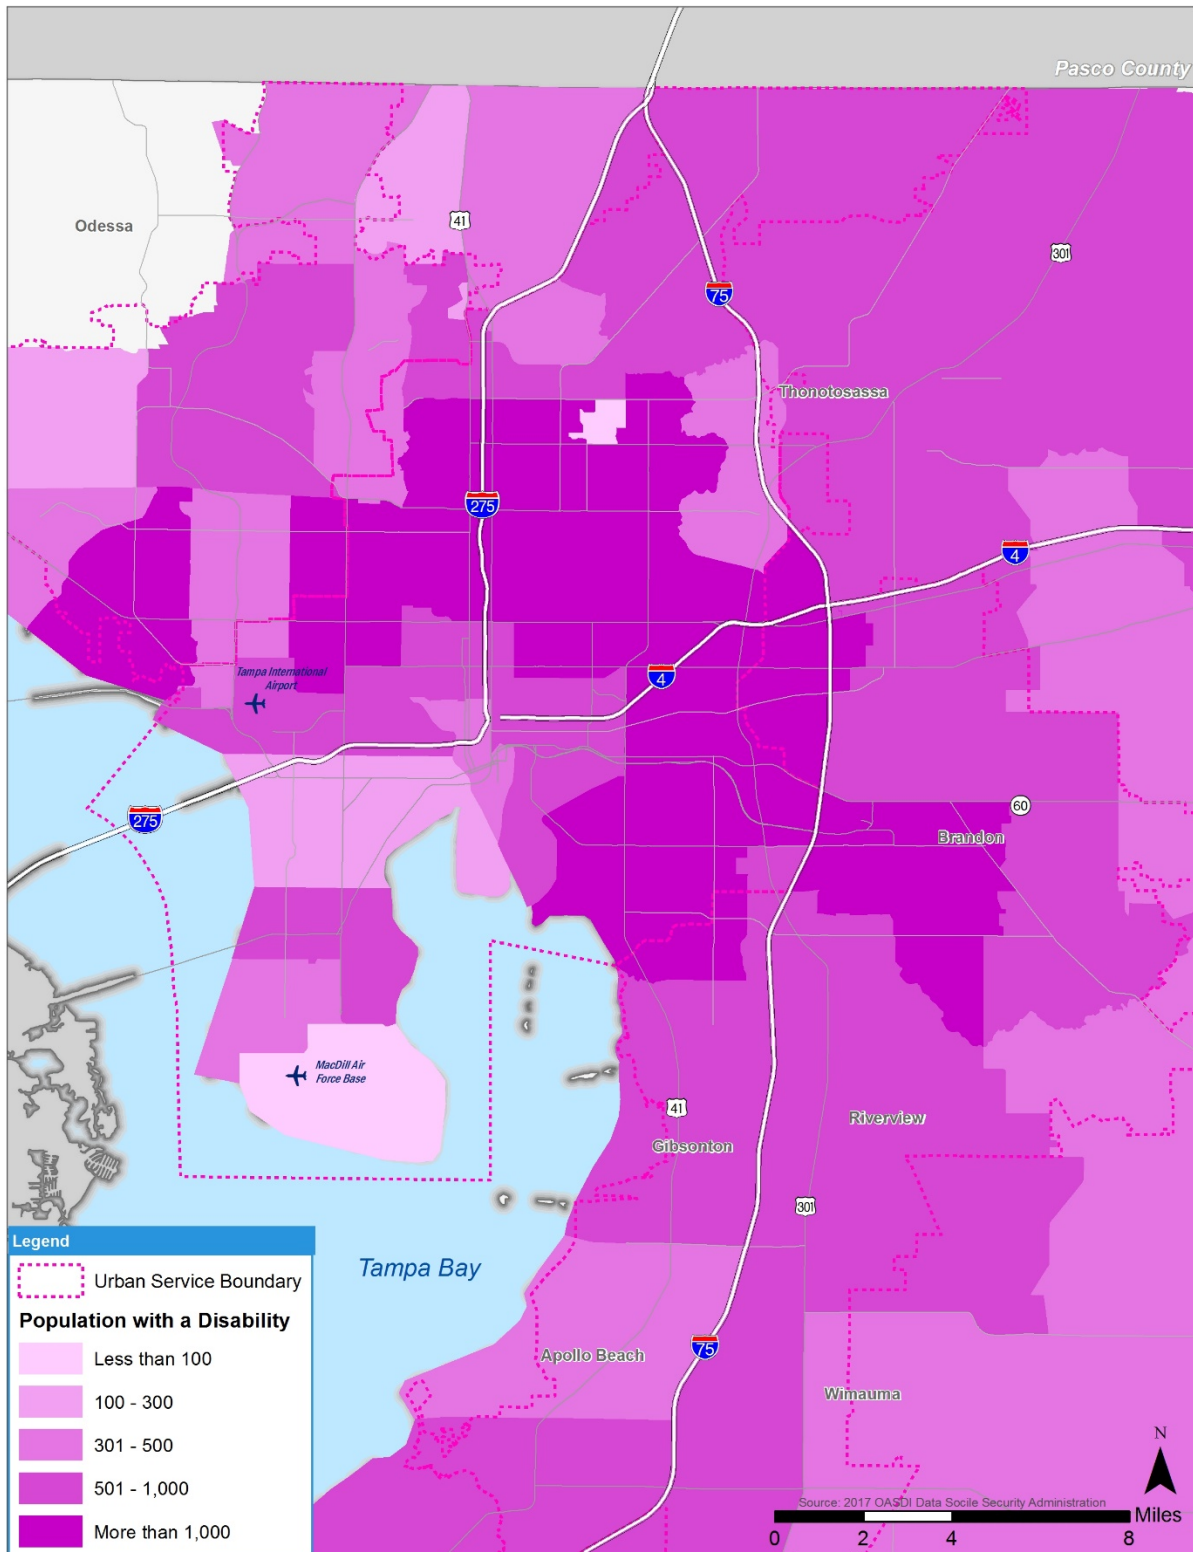 Pasco County
Odessa
41
301
75
Thonotosassa
275
4
Tampa International
Airport
4
275
60
Brandon
MacDill Air
Force Base
41
Gibsonton
Riverview
301
Legend
Urban Service Boundary
Population with a Disability
Less than 100
100 - 300
301 - 500
501 - 1,000
More than 1,000
Tampa Bay
75
Apollo Beach
Wimauma
N
Source: 2017 OASDI Data Socile Security Administration
Miles
0 2 4 8